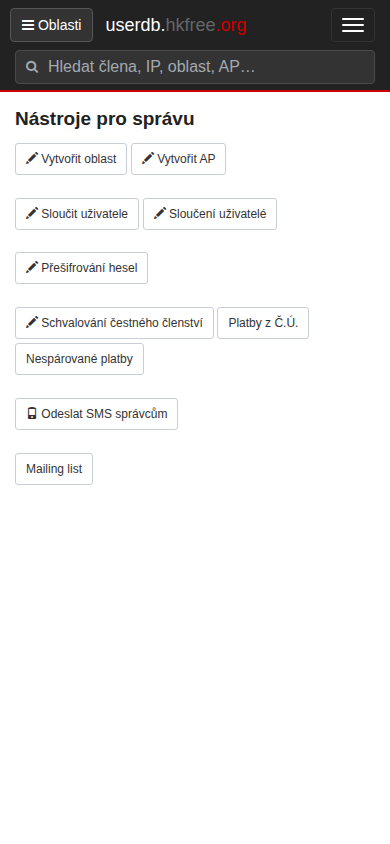 Oblasti userdb.hkfree.org
Hledat člena, IP, oblast, AP…
Nástroje pro správu
Vytvořit oblast Vytvořit AP
Sloučit uživatele Sloučení uživatelé
Přešifrování hesel
Schvalování čestného členství Platby z Č.Ú.
Nespárované platby
Odeslat SMS správcům
Mailing list